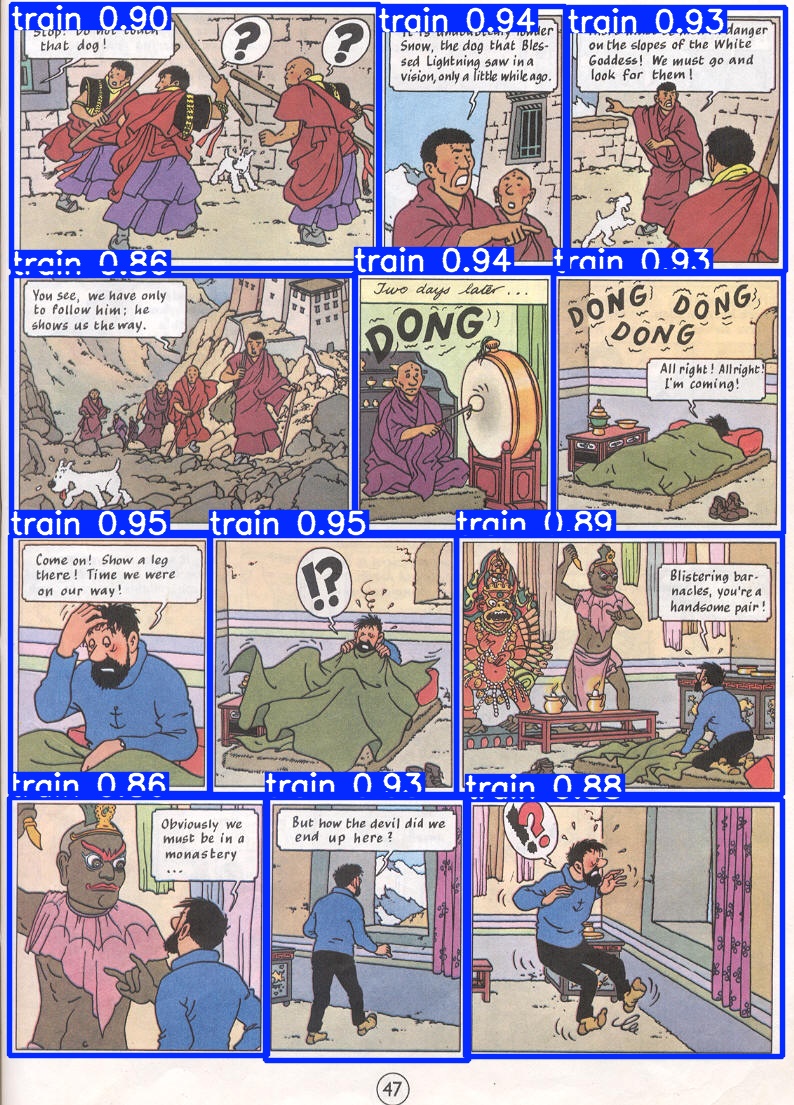 train 0.90
Stop! Do not touch
that dog!
?
?
train 0.94
It is undoubtedly Powder
Snow, the dog that Bles-
sed Lightning saw in a
vision, only a little while ago.
train 0.93
danger
on the slopes of the White
Goddess! We must go and
look for them!
train 0.86
You see, we have only
to follow him; he
shows us the way.
train 0.94
Two days later...
DONG
train 0.93
DONG DONG
DONG
All right! Allright!
I'm coming!
train 0.95
Come on! Show a leg
there! Time we were
on our way!
train 0.95
!?
train 0.89
Blistering bar-
nacles, you're a
handsome pair!
train 0.86
Obviously we
must be in a
monastery
...
train 0.93
But how the devil did we
end up here?
train 0.88
!?
47